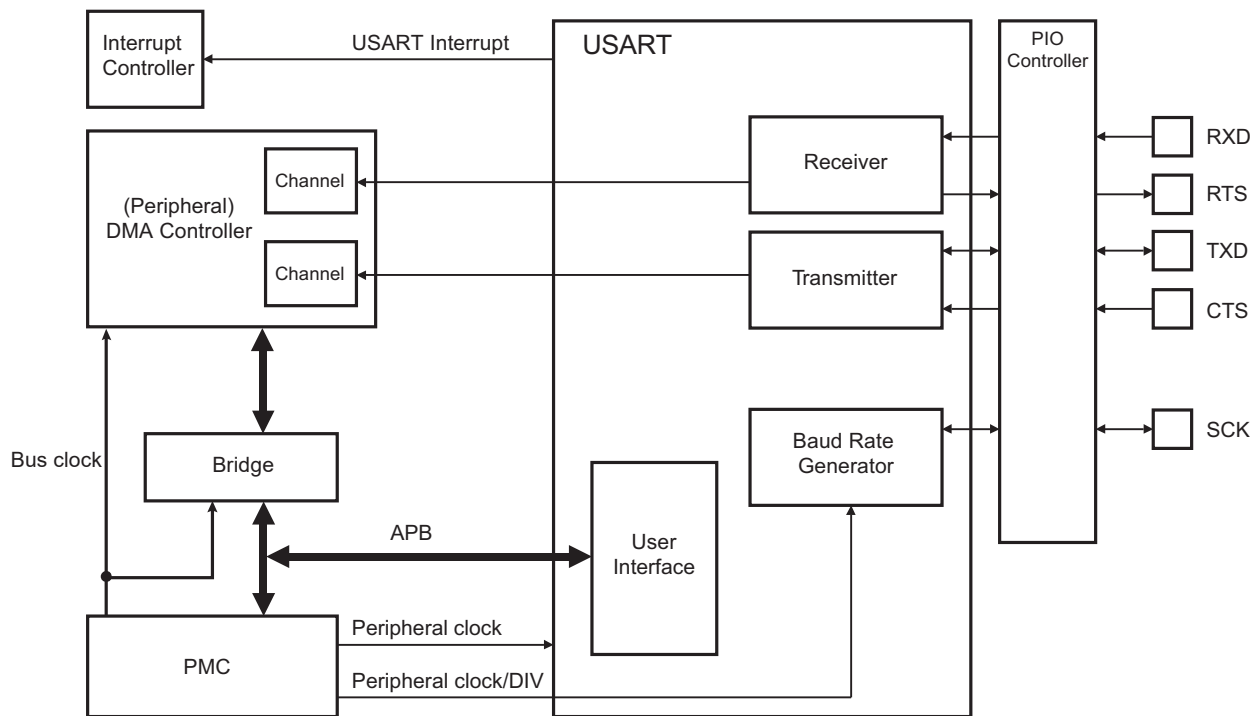 Interrupt
Controller
USART Interrupt
USART
PIO
Controller
(Peripheral)
DMA Controller
Channel
Channel
Receiver
Transmitter
RXD
RTS
TXD
CTS
SCK
Baud Rate
Generator
Bus clock
Bridge
APB
User
Interface
PMC
Peripheral clock
Peripheral clock/DIV